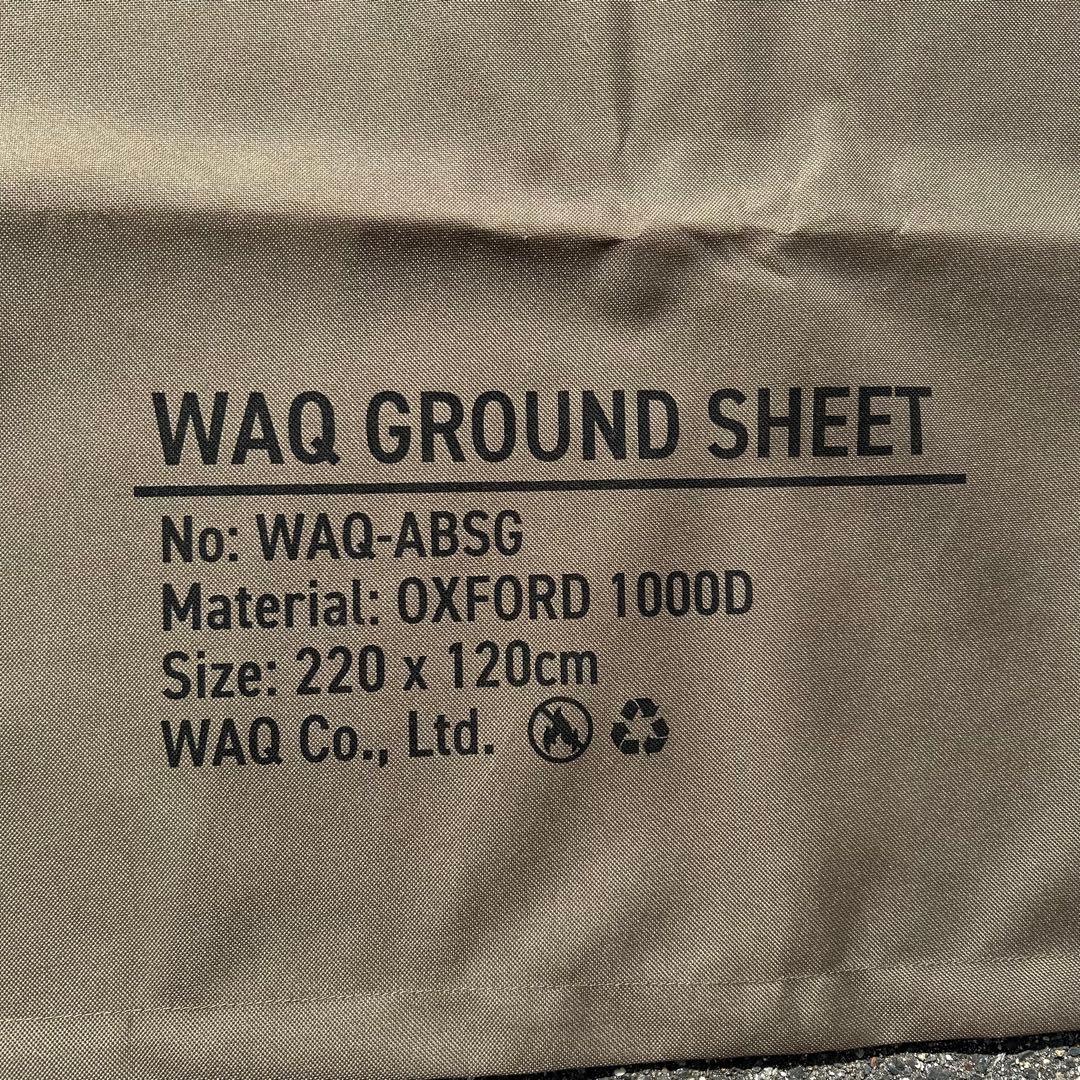 WAQ GROUND SHEET
No: WAQ-ABSG
Material: OXFORD 1000D
Size: 220 x 120cm
WAQ Co., Ltd.